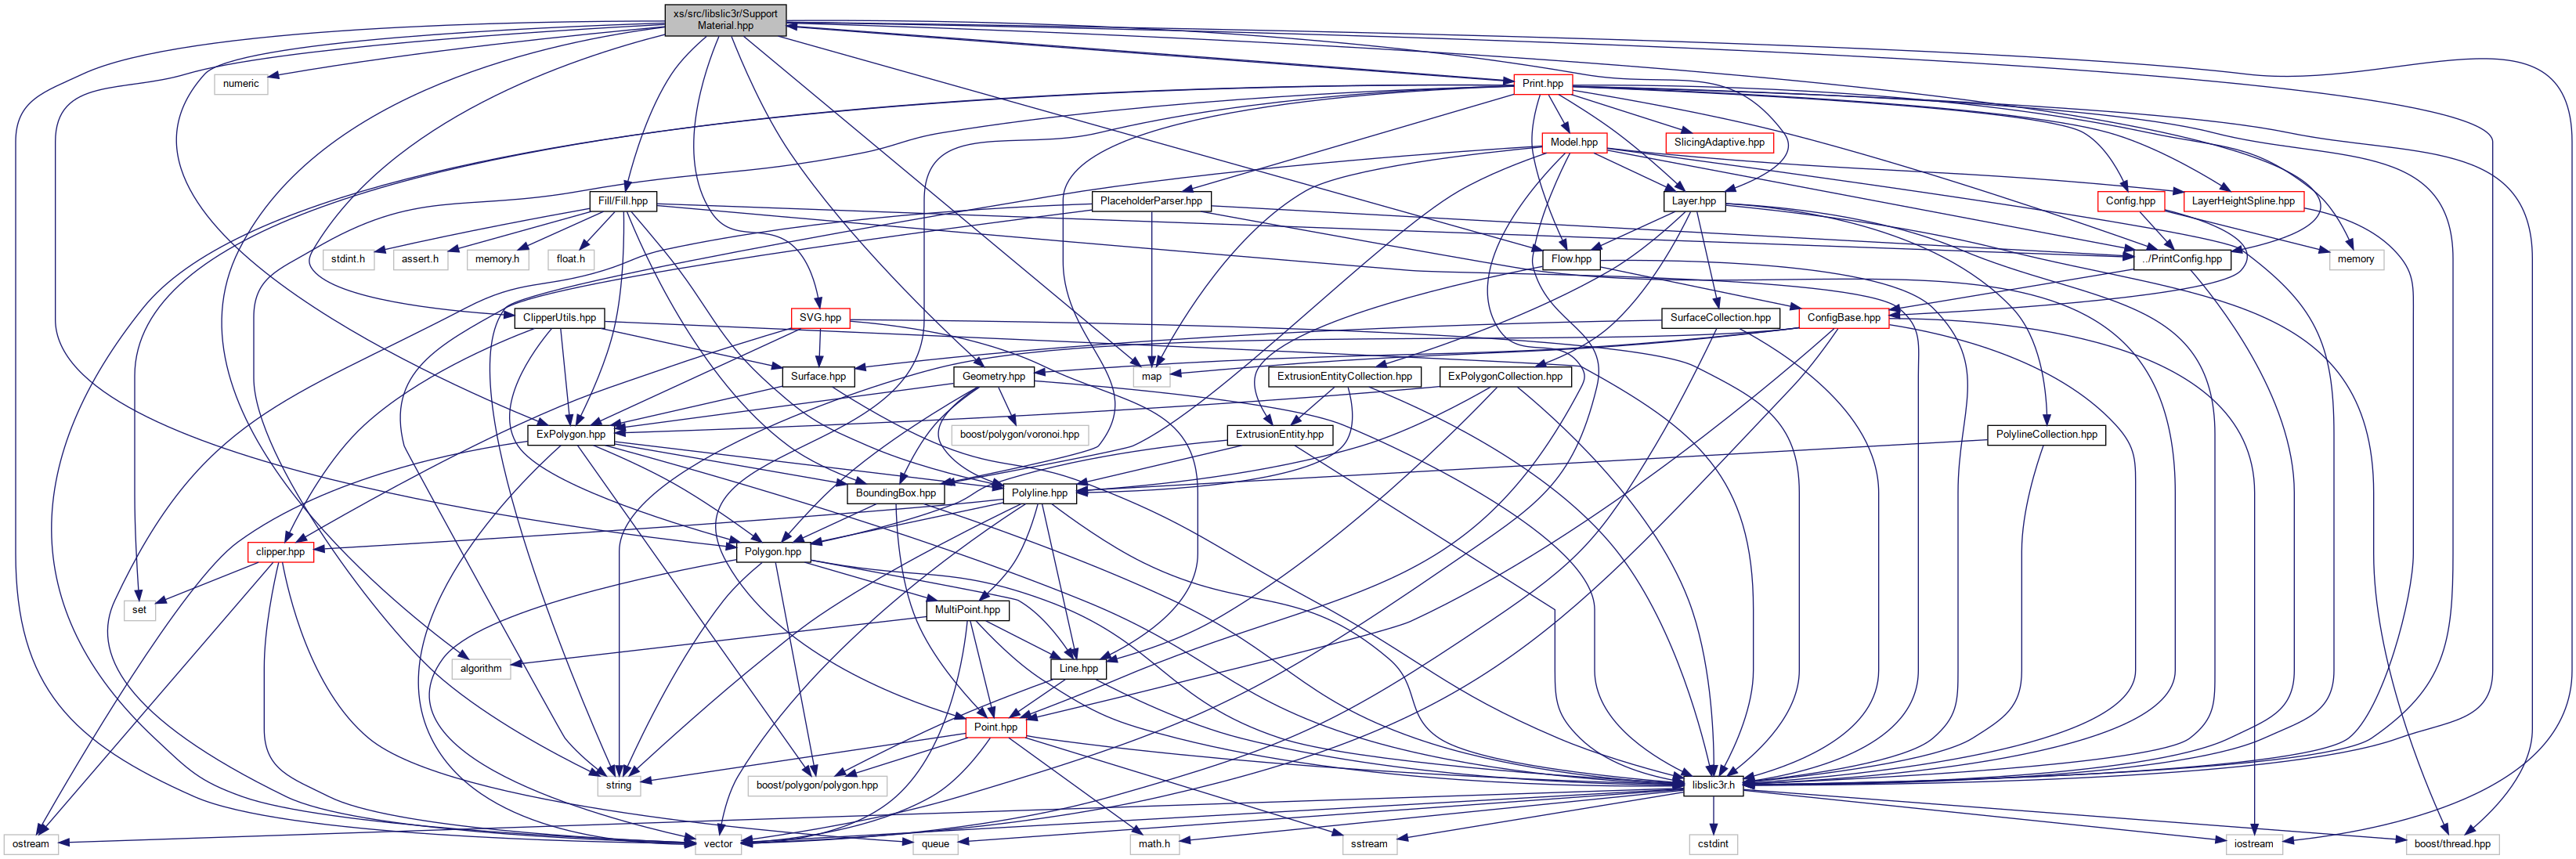 xs/src/libslic3r/Support
Material.hpp
numeric
Print.hpp
Model.hpp
SlicingAdaptive.hpp
Fill/Fill.hpp
PlaceholderParser.hpp
Layer.hpp
Config.hpp
LayerHeightSpline.hpp
stdint.h
assert.h
memory.h
float.h
Flow.hpp
../PrintConfig.hpp
memory
ClipperUtils.hpp
SVG.hpp
SurfaceCollection.hpp
ConfigBase.hpp
Surface.hpp
Geometry.hpp
map
ExtrusionEntityCollection.hpp
ExPolygonCollection.hpp
ExPolygon.hpp
boost/polygon/voronoi.hpp
ExtrusionEntity.hpp
PolylineCollection.hpp
BoundingBox.hpp
Polyline.hpp
clipper.hpp
Polygon.hpp
set
MultiPoint.hpp
algorithm
Line.hpp
Point.hpp
string
boost/polygon/polygon.hpp
libslic3r.h
ostream
vector
queue
math.h
sstream
cstdint
iostream
boost/thread.hpp